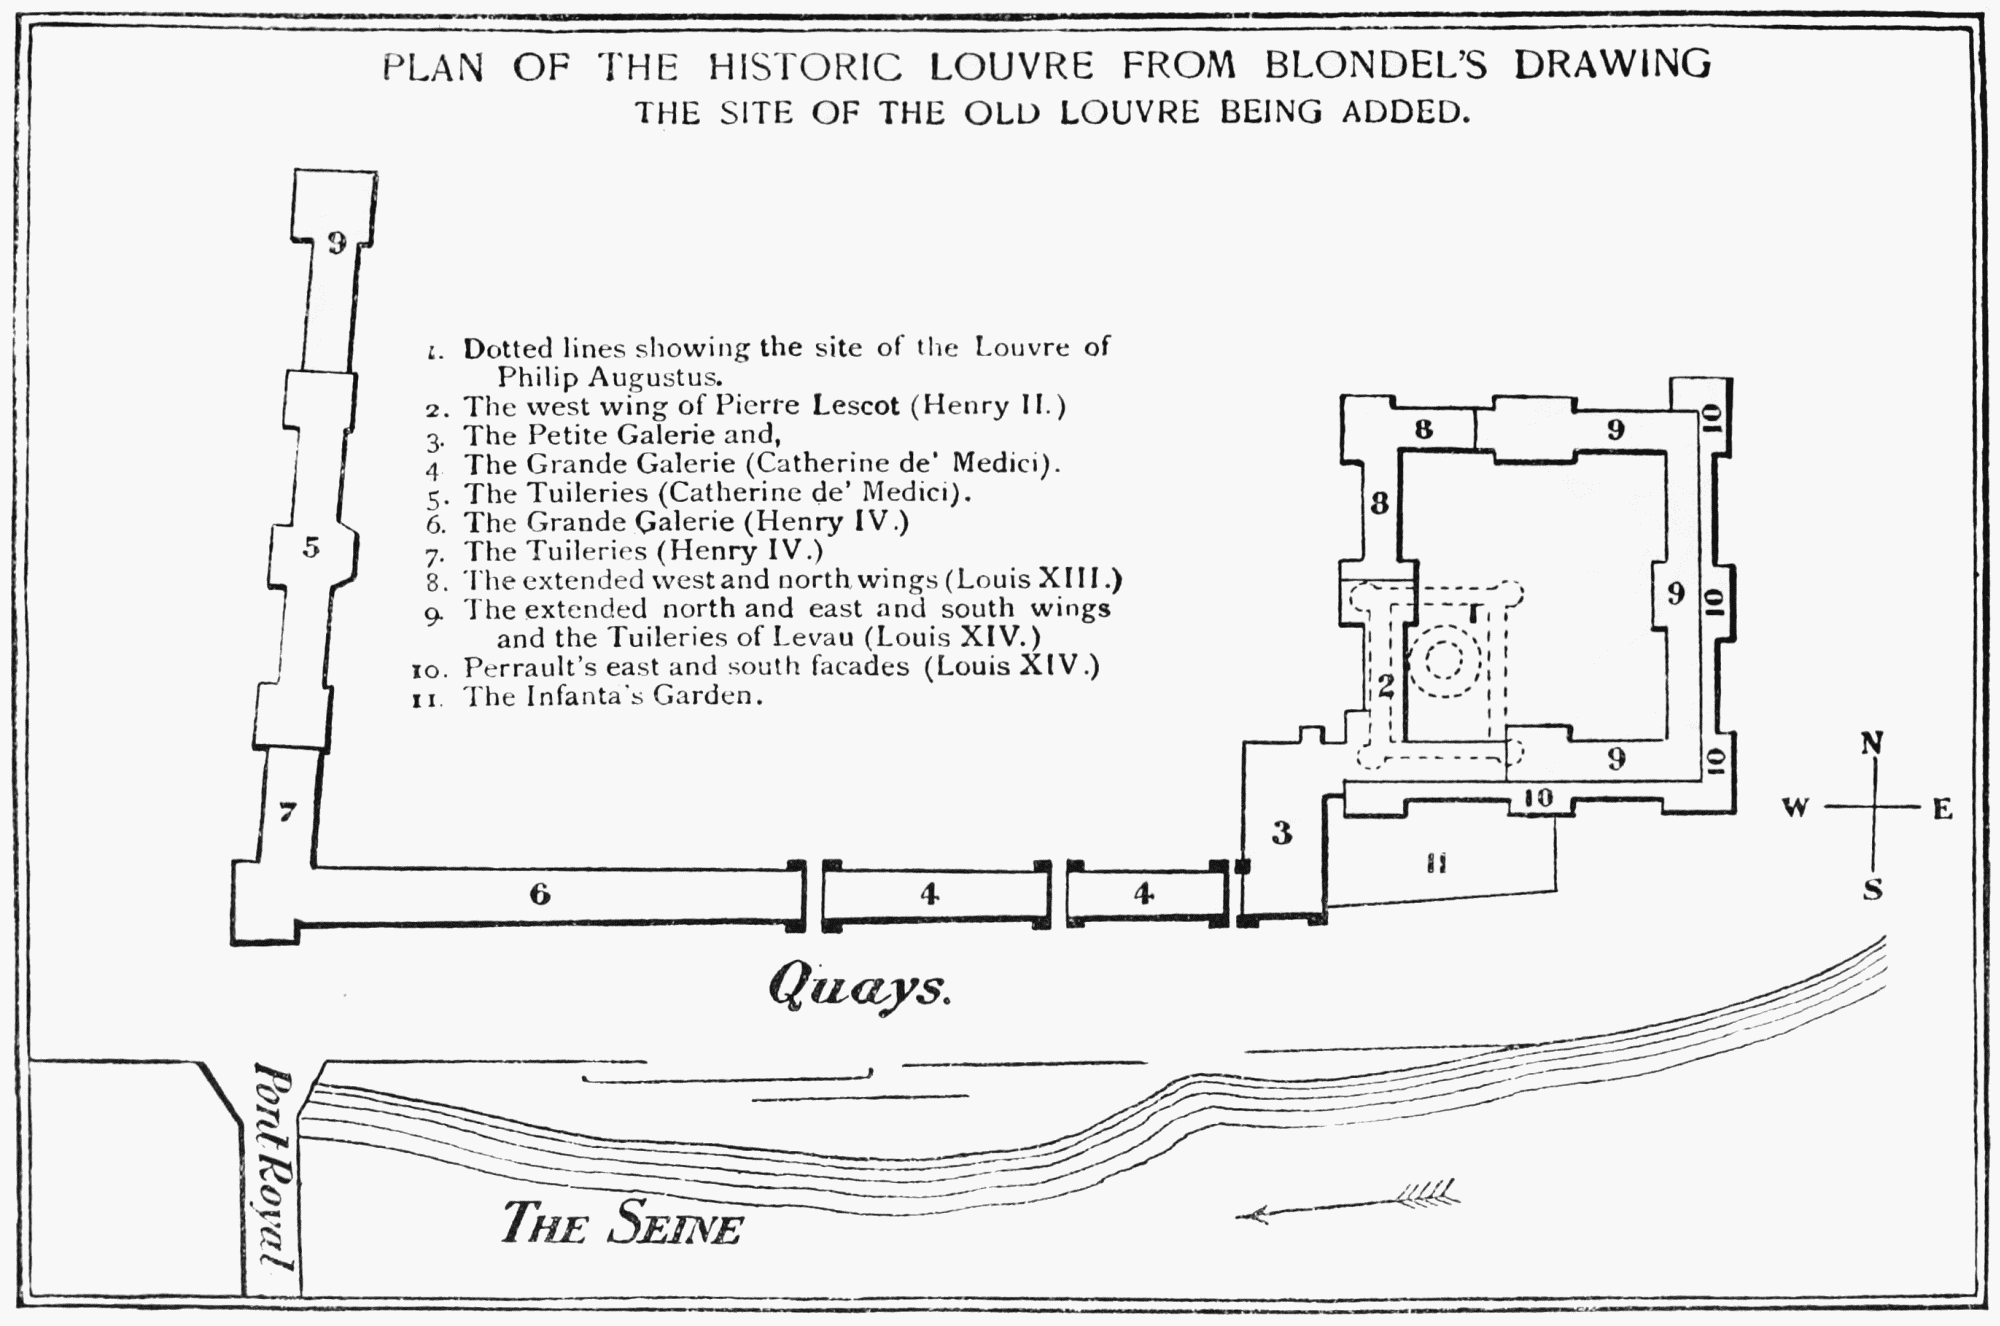 PLAN OF THE HISTORIC LOUVRE FROM BLONDEL'S DRAWING
THE SITE OF THE OLD LOUVRE BEING ADDED.
9
1. Dotted lines showing the site of the Louvre of
Philip Augustus.
2. The west wing of Pierre Lescot (Henry II.)
3. The Petite Galerie and,
4 The Grande Galerie (Catherine de' Medici).
5. The Tuileries (Catherine de' Medici).
6. The Grande Galerie (Henry IV.)
7. The Tuileries (Henry IV.)
8. The extended west and north wings (Louis XIII.)
9. The extended north and east and south wings
and the Tuileries of Levau (Louis XIV.)
10. Perrault's east and south facades (Louis XIV.)
11. The Infanta's Garden.
5
7
8
9
10
8
9
10
1
2
9
10
10
3
11
6
4
4
N
W E
S
Quays.
Pont Royal
THE SEINE